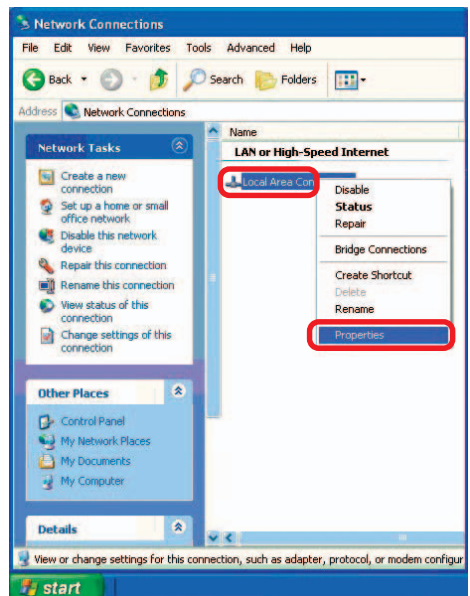 Network Connections
File Edit View Favorites Tools Advanced Help
Back Search Folders
Address Network Connections
Name
LAN or High-Speed Internet
Local Area Con
Disable
Status
Repair
Bridge Connections
Create Shortcut
Delete
Rename
Properties
Network Tasks
Create a new
connection
Set up a home or small
office network
Disable this network
device
Repair this connection
Rename this connection
View status of this
connection
Change settings of this
connection
Other Places
Control Panel
My Network Places
My Documents
My Computer
Details
View or change settings for this connection, such as adapter, protocol, or modem configur
start